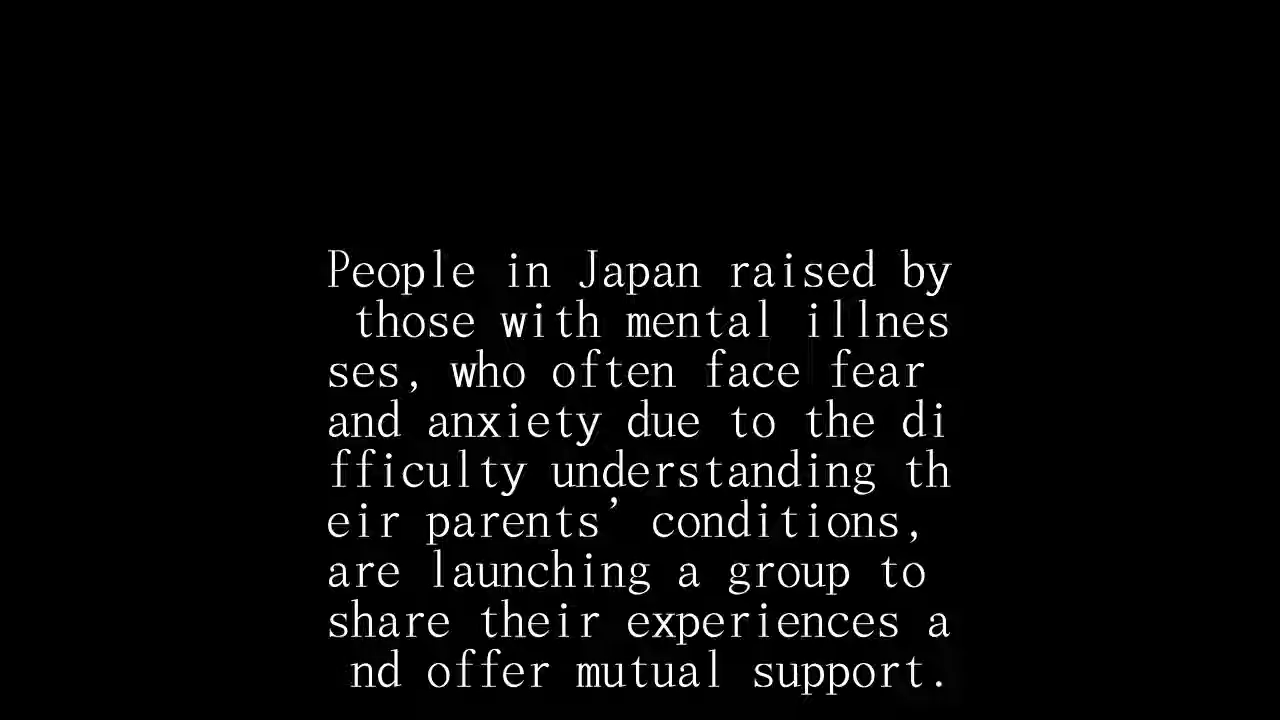 People in Japan raised by
those with mental illnes
ses, who often face fear
and anxiety due to the di
fficulty understanding th
eir parents’ conditions,
are launching a group to
share their experiences a
nd offer mutual support.